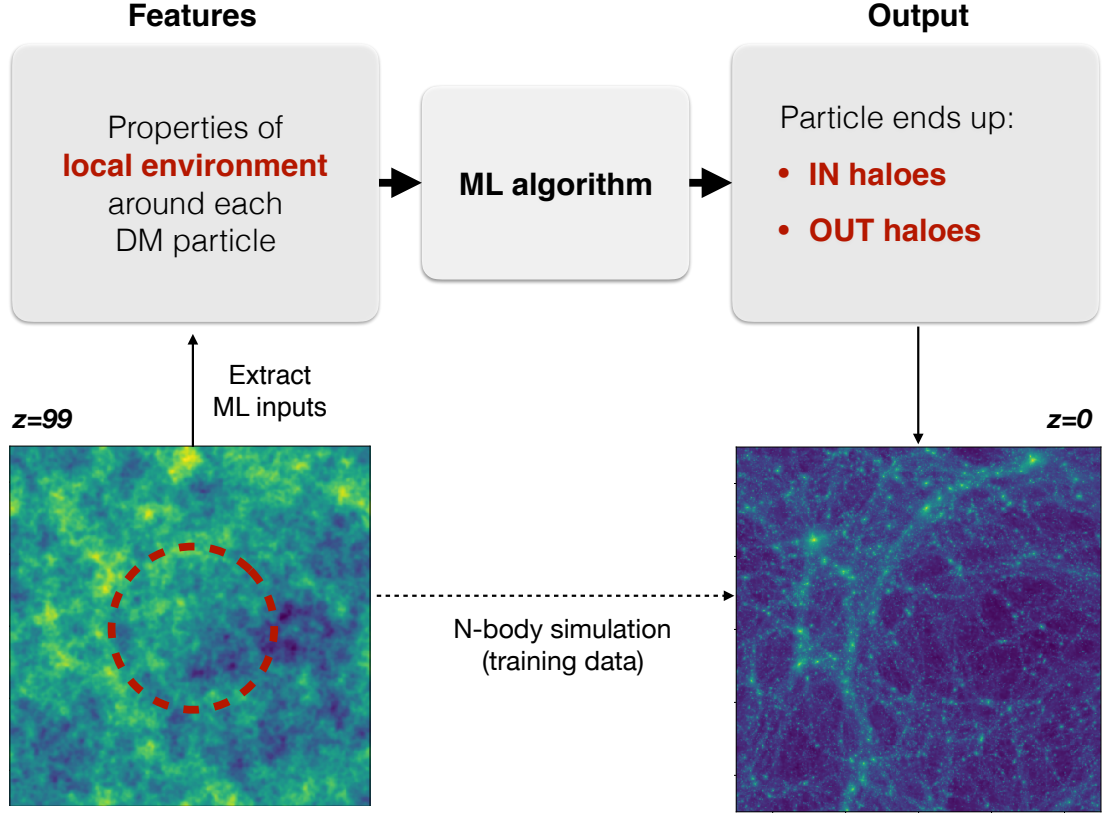 Features
Output
Properties of
local environment
around each
DM particle
ML algorithm
Particle ends up:
• IN haloes
• OUT haloes
Extract
ML inputs
z=99
z=0
N-body simulation
(training data)